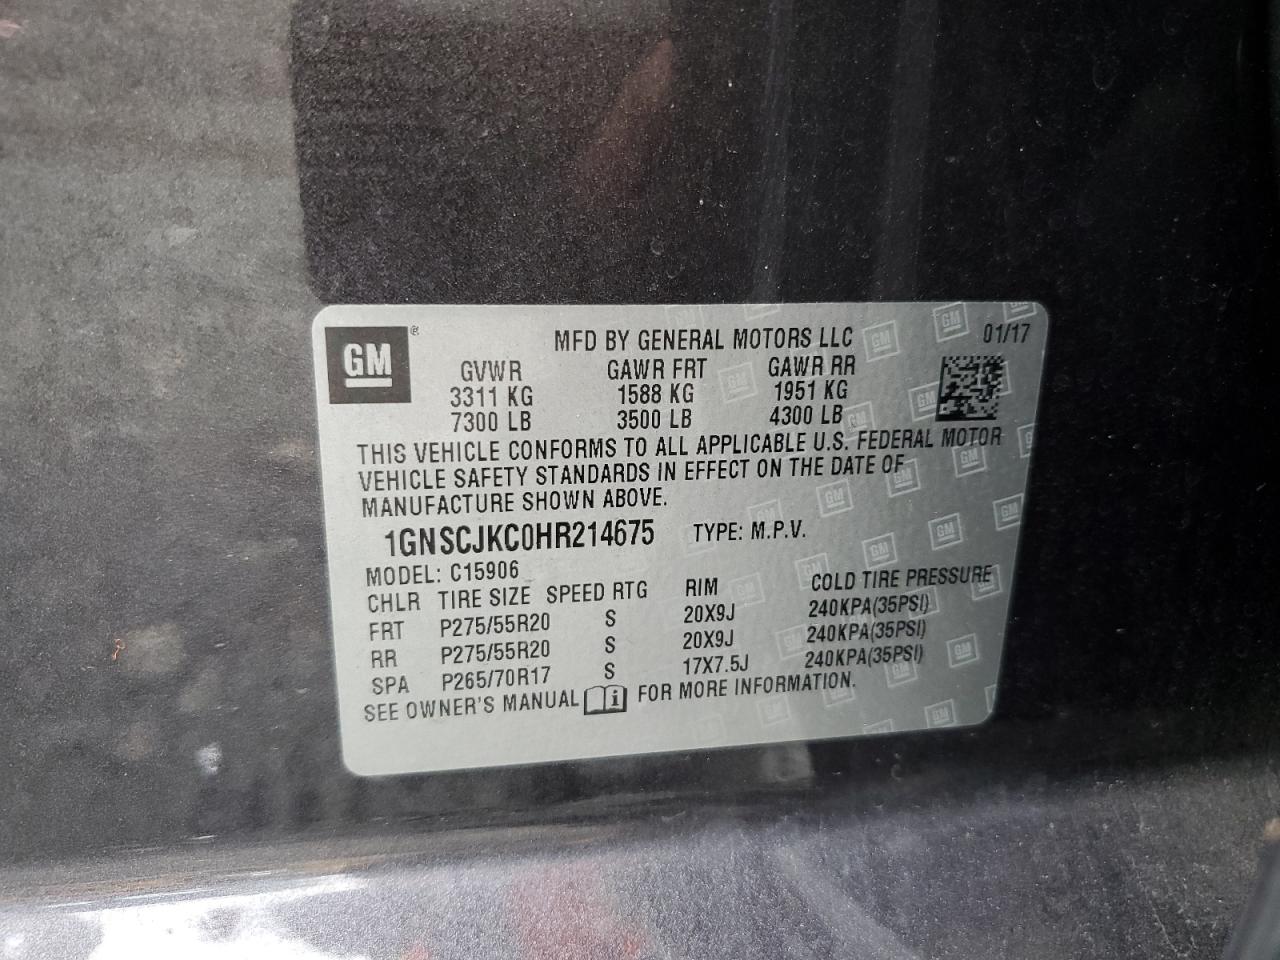 GM ®
MFD BY GENERAL MOTORS LLC 01/17
GVWR GAWR FRT GAWR RR
3311 KG 1588 KG 1951 KG
7300 LB 3500 LB 4300 LB
THIS VEHICLE CONFORMS TO ALL APPLICABLE U.S. FEDERAL MOTOR
VEHICLE SAFETY STANDARDS IN EFFECT ON THE DATE OF
MANUFACTURE SHOWN ABOVE.
1GNSCJKC0HR214675 TYPE: M.P.V.
MODEL: C15906
CHLR TIRE SIZE SPEED RTG RIM COLD TIRE PRESSURE
FRT P275/55R20 S 20X9J 240KPA(35PSI)
RR P275/55R20 S 20X9J 240KPA(35PSI)
SPA P265/70R17 S 17X7.5J 240KPA(35PSI)
SEE OWNER'S MANUAL i FOR MORE INFORMATION.